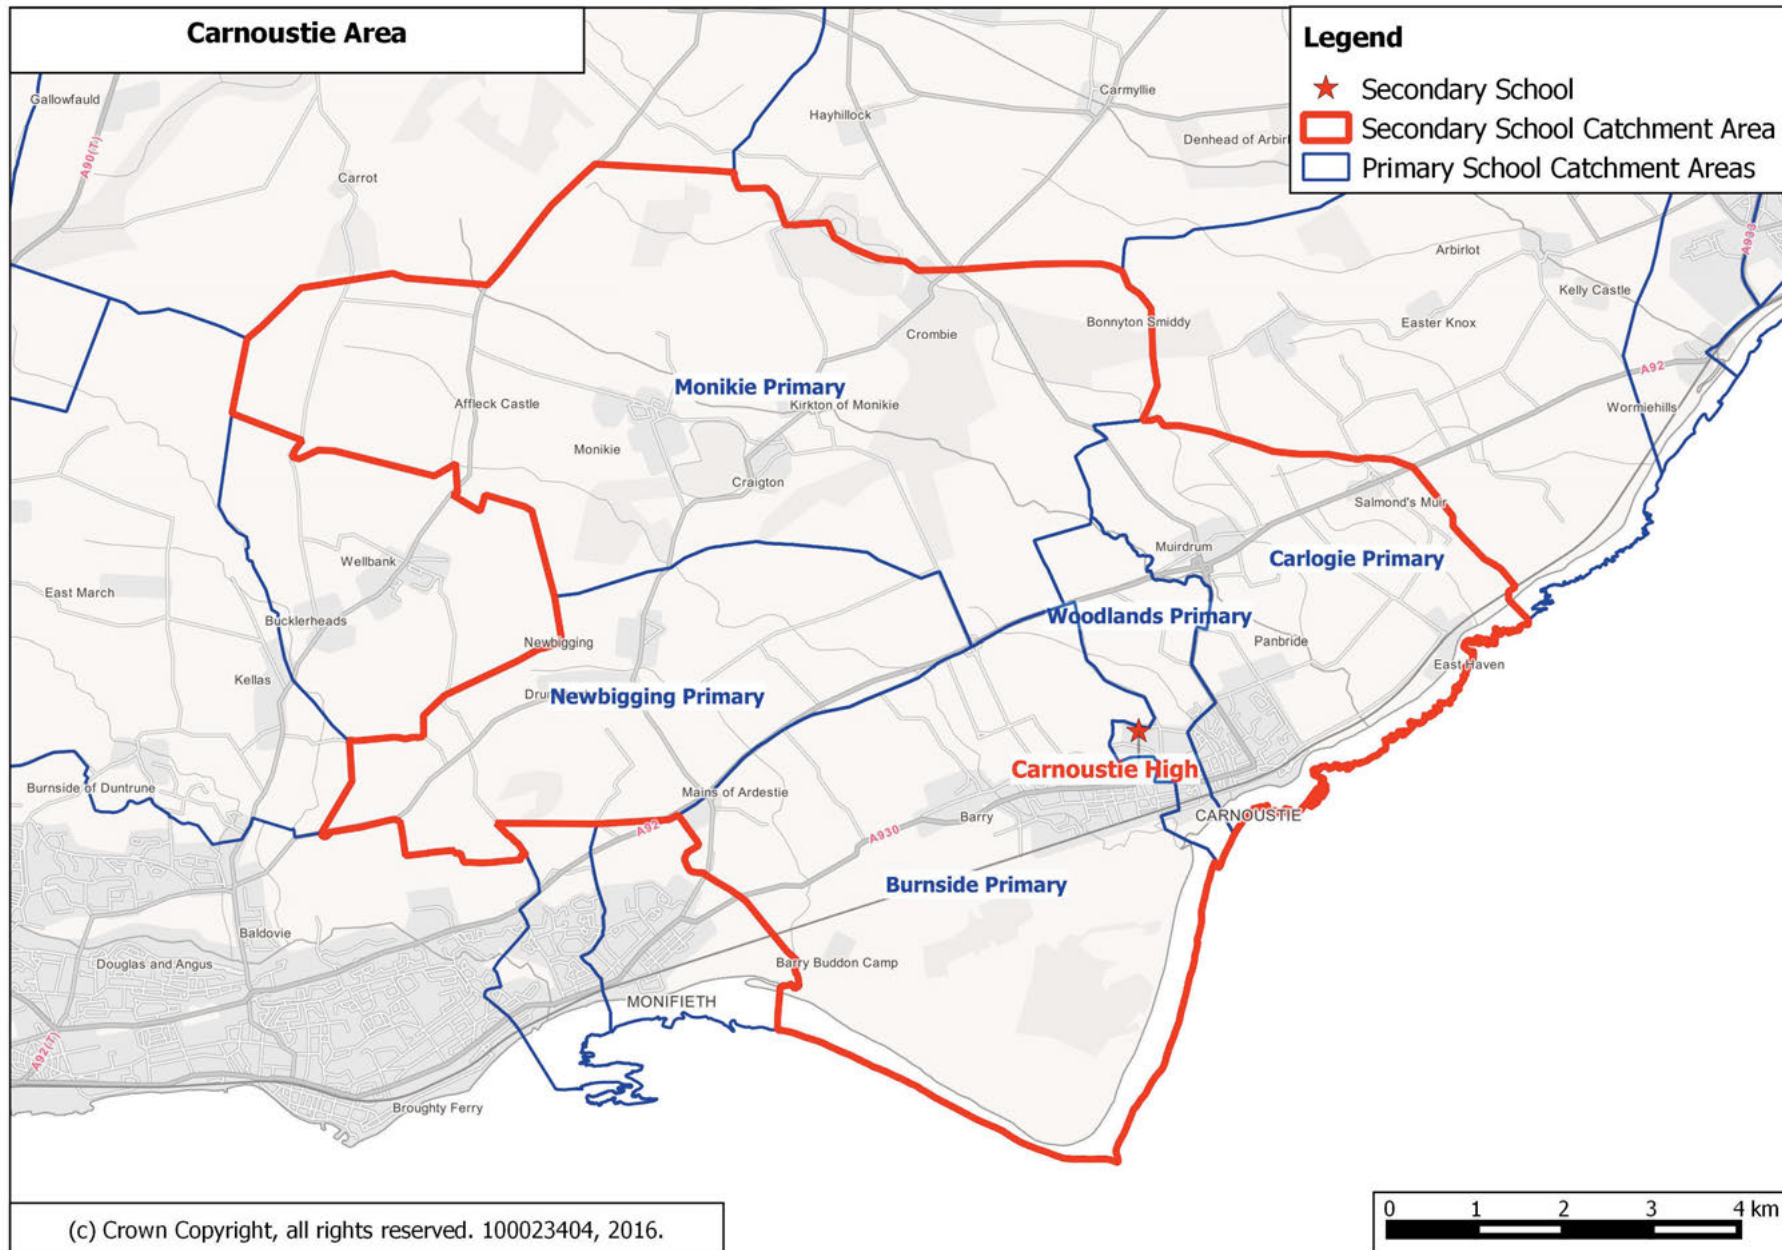 Carnoustie Area
Legend
Secondary School
Secondary School Catchment Area
Primary School Catchment Areas
Gallowfauld
A90(T)
Carrot
Hayhillock
Carmyllie
Denhead of Arbirl
A933
Arbirlot
Kelly Castle
Easter Knox
Bonnyton Smiddy
Crombie
A92
Wormiehills
Monikie Primary
Affleck Castle
Kirkton of Monikie
Monikie
Craigton
Salmond's Muir
Muirdrum
Carlogie Primary
Wellbank
East March
Bucklerheads
Woodlands Primary
Newbigging
Panbride
East Haven
Kellas
Newbigging Primary
Carnoustie High
Burnside of Duntrune
Mains of Ardestie
Barry
CARNOUSTIE
A92
A930
Burnside Primary
Baldovie
Douglas and Angus
Barry Buddon Camp
MONIFIETH
A92(T)
Broughty Ferry
(c) Crown Copyright, all rights reserved. 100023404, 2016.
0 1 2 3 4 km